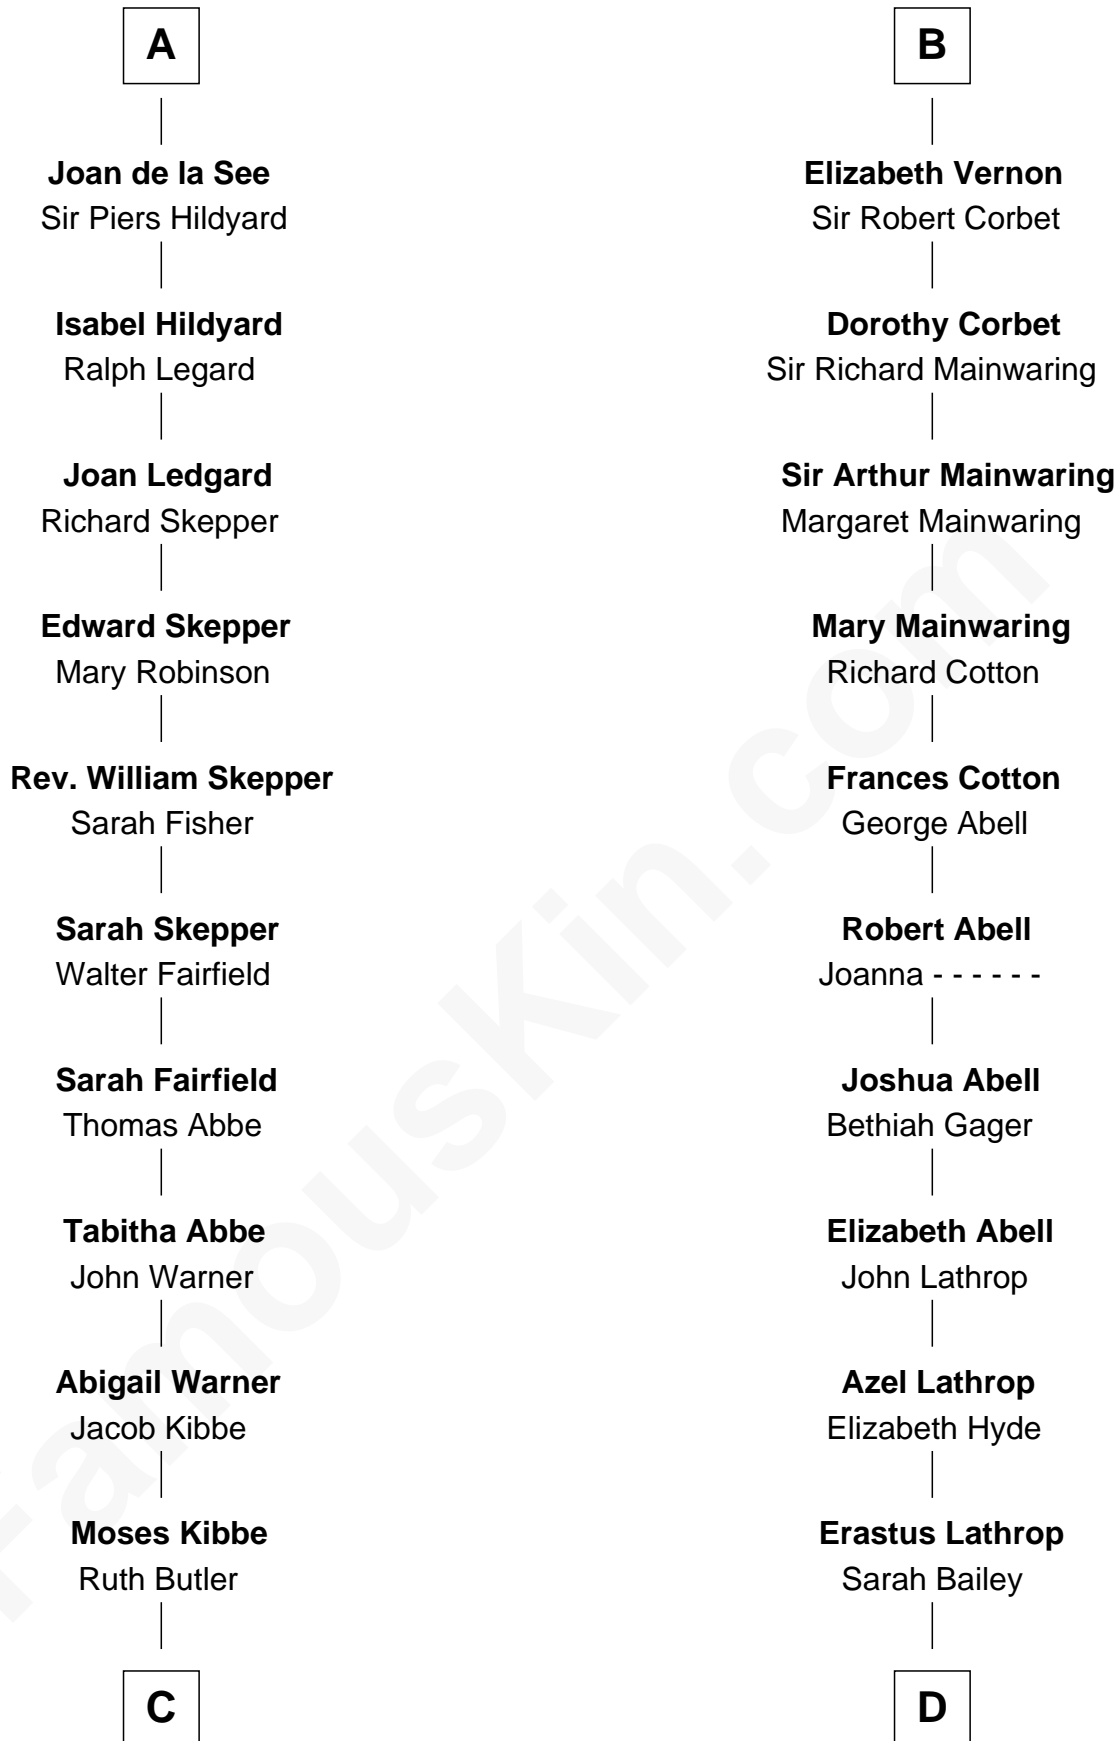 A
Joan de la See
Sir Piers Hildyard
Isabel Hildyard
Ralph Legard
Joan Ledgard
Richard Skepper
Edward Skepper
Mary Robinson
Rev. William Skepper
Sarah Fisher
Sarah Skepper
Walter Fairfield
Sarah Fairfield
Thomas Abbe
Tabitha Abbe
John Warner
Abigail Warner
Jacob Kibbe
Moses Kibbe
Ruth Butler
C
B
Elizabeth Vernon
Sir Robert Corbet
Dorothy Corbet
Sir Richard Mainwaring
Sir Arthur Mainwaring
Margaret Mainwaring
Mary Mainwaring
Richard Cotton
Frances Cotton
George Abell
Robert Abell
Joanna - - - - - -
Joshua Abell
Bethiah Gager
Elizabeth Abell
John Lathrop
Azel Lathrop
Elizabeth Hyde
Erastus Lathrop
Sarah Bailey
D
FamousKin.com